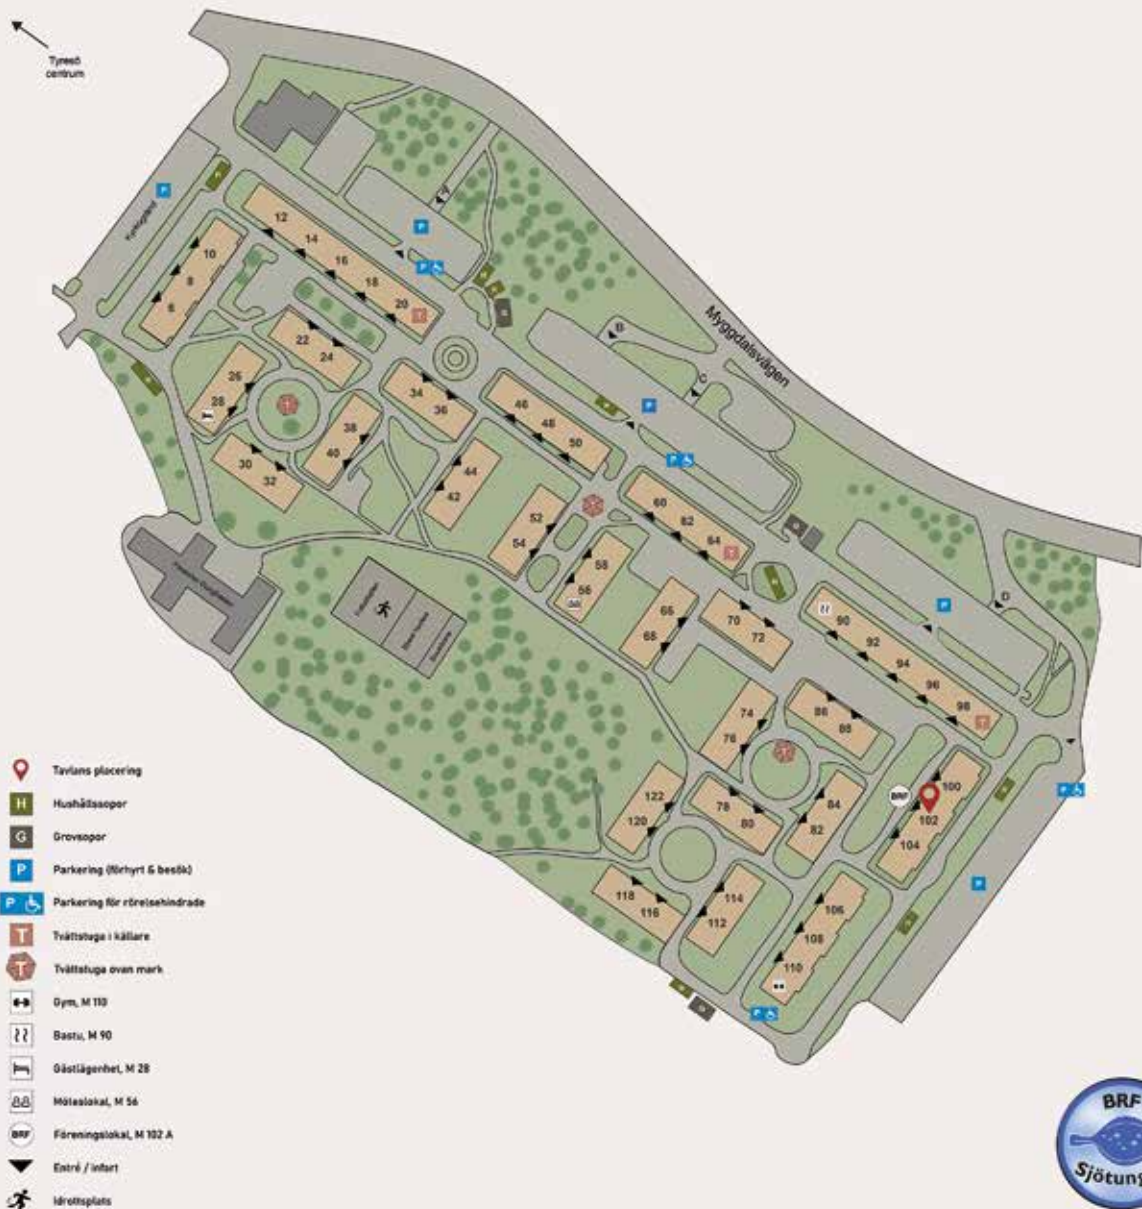 Tyresö
centrum
Kyrkogård
P
H
12
14
16
18
20
T
10
8
6
P
P ♿
H
H
G
Myggdalsvägen
B
C
D
22
24
26
28
T
30
32
34
36
38
40
42
44
46
48
50
H
P
P
52
54
T
56
58
60
62
64
T
G
H
66
68
70
72
74
76
T
78
80
82
84
86
88
90
92
94
96
98
T
P
P
100
102
104
BRF
H
P
H
106
108
110
112
114
116
118
120
122
H
G
P
Tavlans placering
H Hushållssopor
G Grovsopor
P Parkering (förhyrt & besök)
P Parkering för rörelsehindrade
T Tvättstuga i källare
T Tvättstuga ovan mark
Gym, M 110
Bastu, M 90
Gästlägenhet, M 28
Möteslokal, M 56
BRF Föreningslokal, M 102 A
Entré / infart
Idrottsplats
BRF
Sjötung